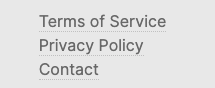 Terms of Service
Privacy Policy
Contact